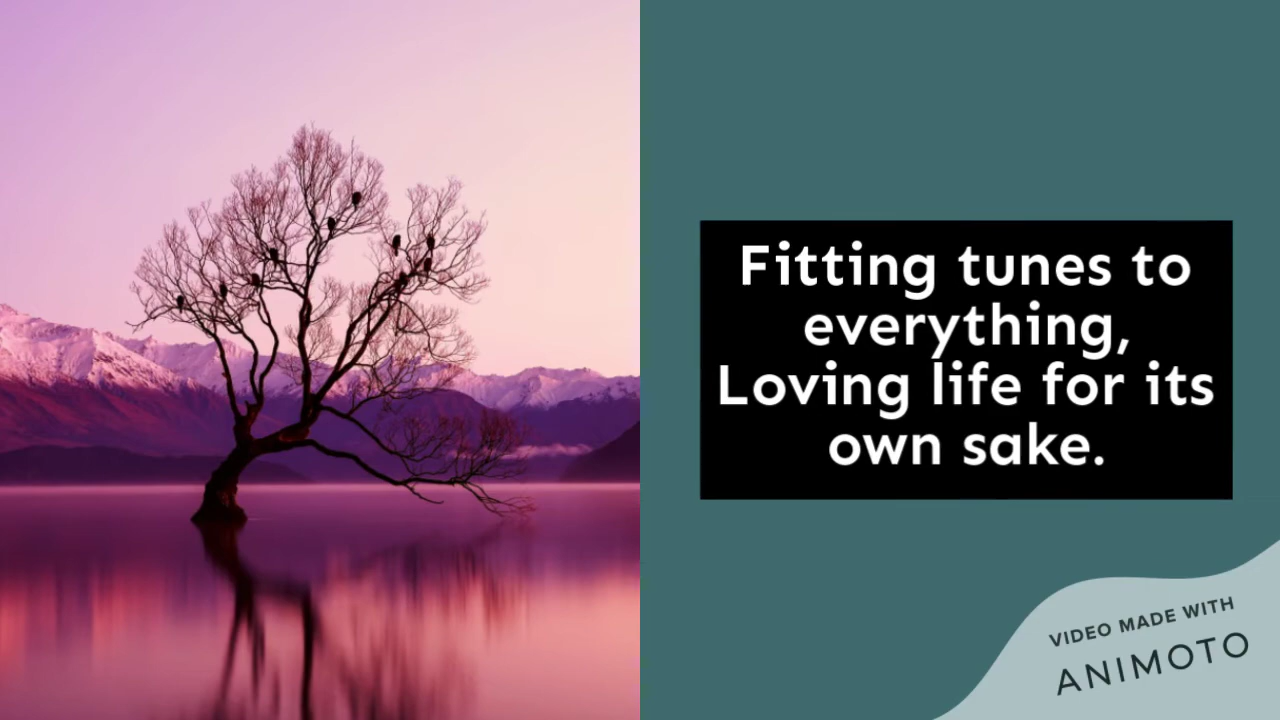 Fitting tunes to
everything,
Loving life for its
own sake.
VIDEO MADE WITH
ANIMOTO